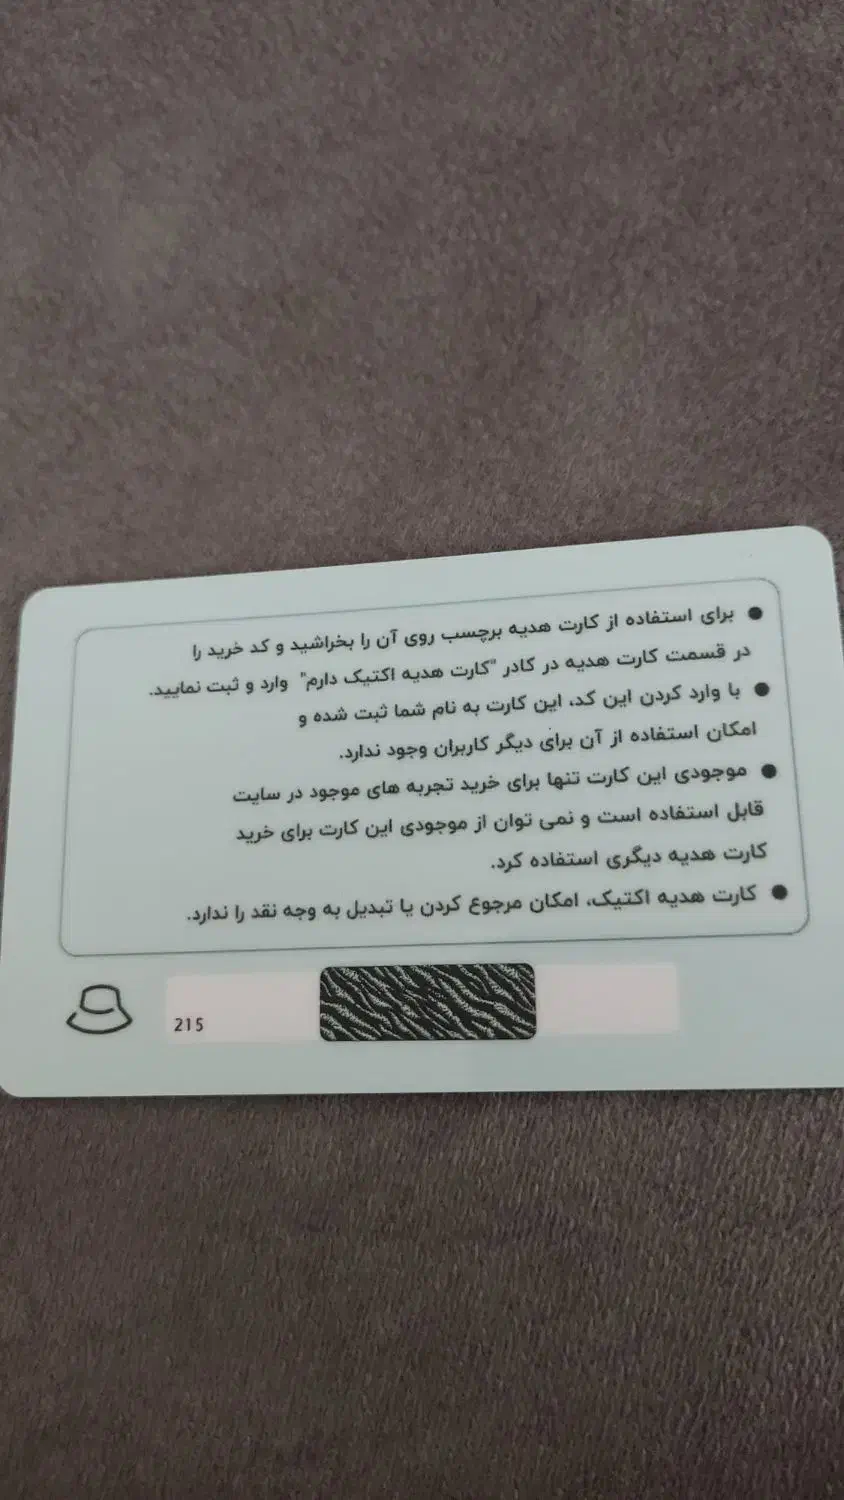 ● برای استفاده از کارت هدیه برچسب روی آن را بخراشید و کد خرید را
در قسمت کارت هدیه در کادر "کارت هدیه اکتیک دارم" وارد و ثبت نمایید.
● با وارد کردن این کد، این کارت به نام شما ثبت شده و
امکان استفاده از آن برای دیگر کاربران وجود ندارد.
● موجودی این کارت تنها برای خرید تجربه های موجود در سایت
قابل استفاده است و نمی توان از موجودی این کارت برای خرید
کارت هدیه دیگری استفاده کرد.
● کارت هدیه اکتیک، امکان مرجوع کردن یا تبدیل به وجه نقد را ندارد.
215